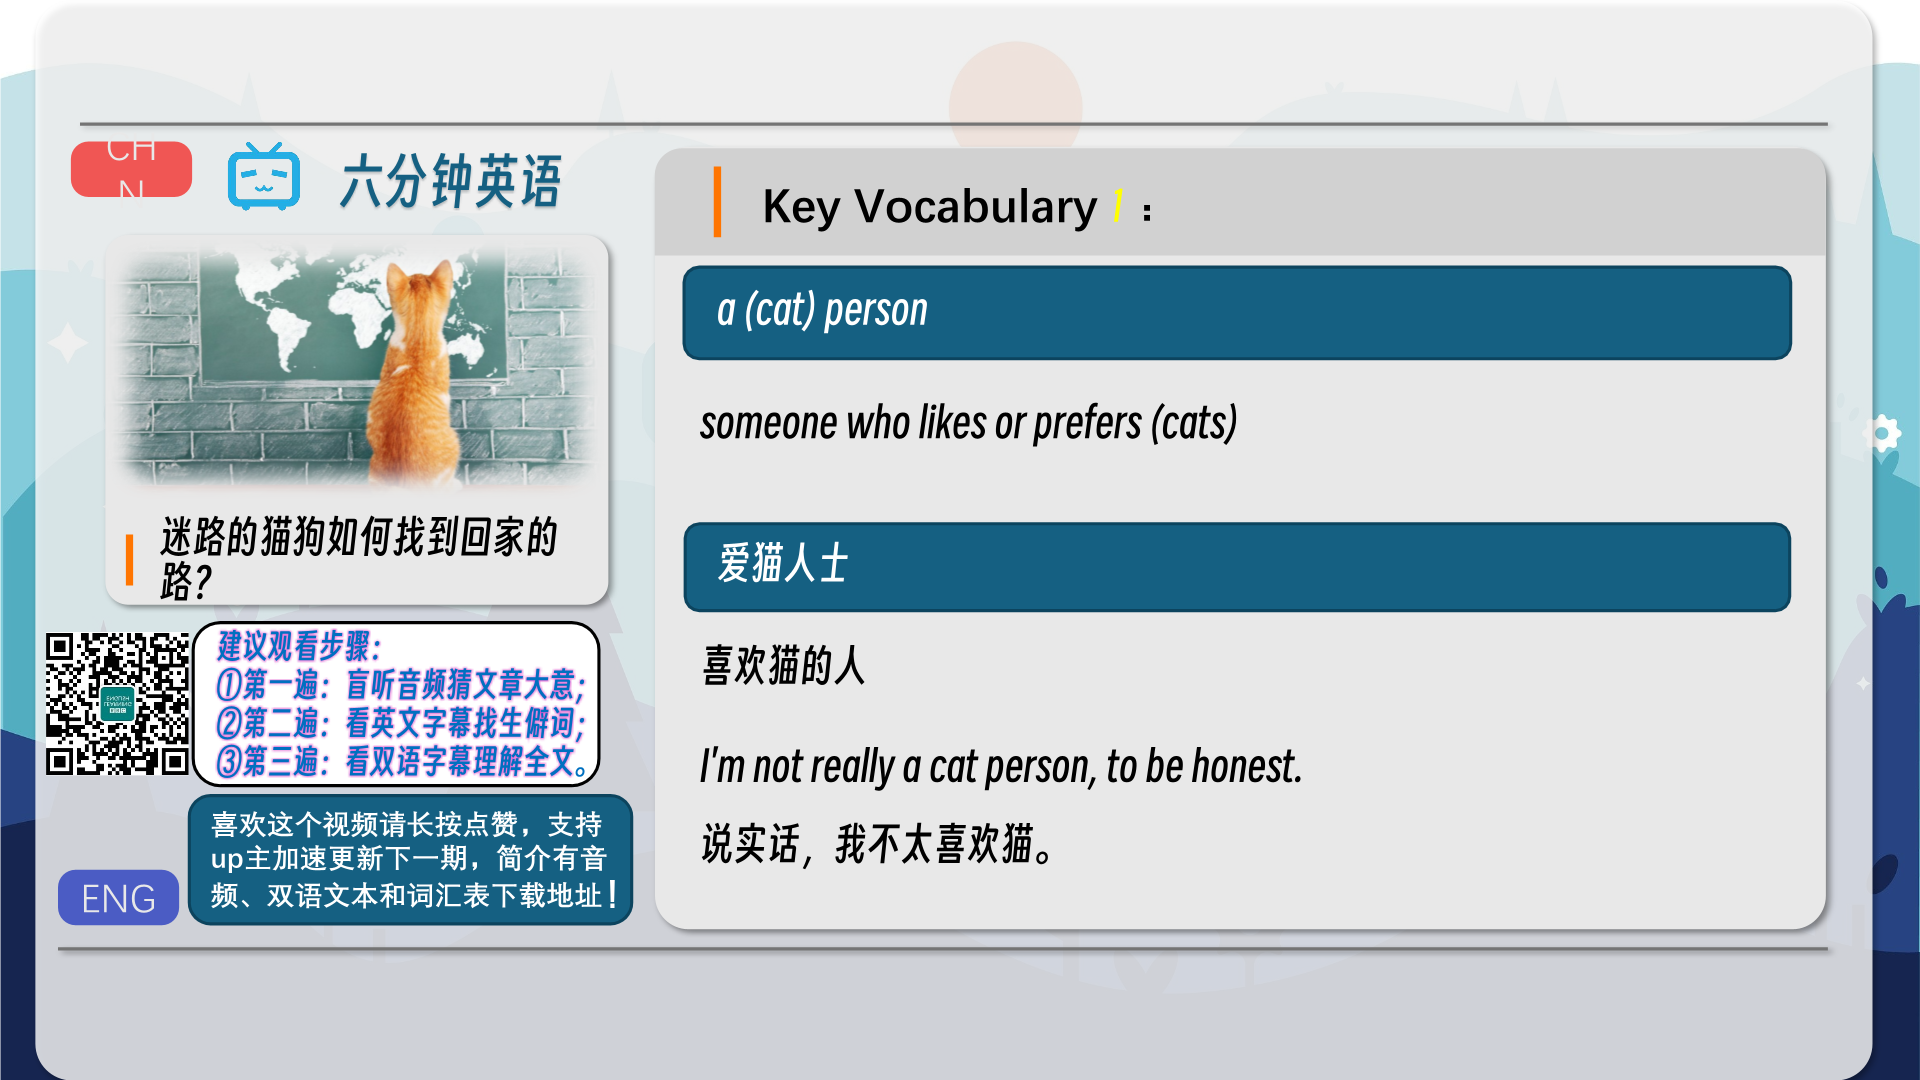 CH
N
六分钟英语
迷路的猫狗如何找到回家的
路?
建议观看步骤：
①第一遍：盲听音频猜文章大意；
②第二遍：看英文字幕找生僻词；
③第三遍：看双语字幕理解全文。
喜欢这个视频请长按点赞，支持
up主加速更新下一期，简介有音
频、双语文本和词汇表下载地址！
ENG
Key Vocabulary 1：
a (cat) person
someone who likes or prefers (cats)
爱猫人士
喜欢猫的人
I'm not really a cat person, to be honest.
说实话，我不太喜欢猫。